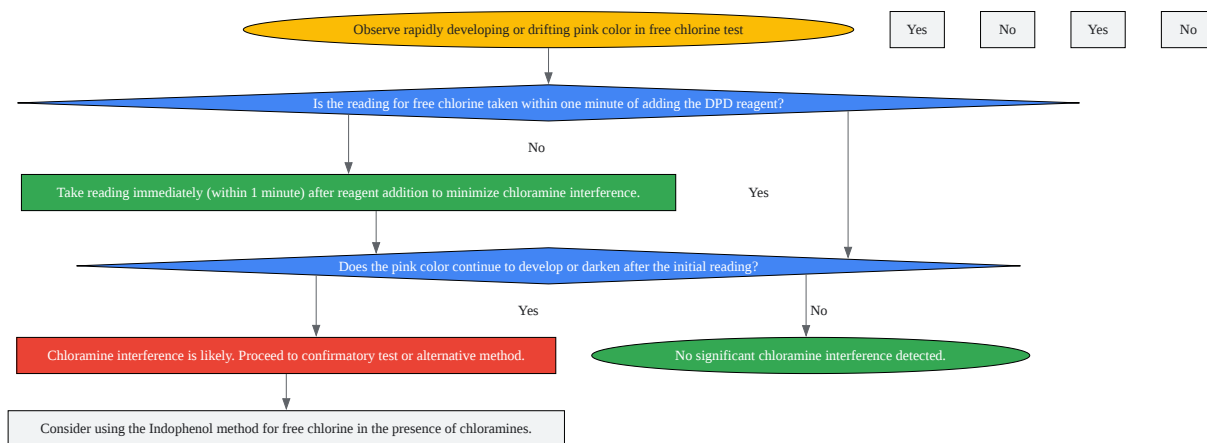 Observe rapidly developing or drifting pink color in free chlorine test
Yes
No
Yes
No
Is the reading for free chlorine taken within one minute of adding the DPD reagent?
No
Take reading immediately (within 1 minute) after reagent addition to minimize chloramine interference.
Yes
Does the pink color continue to develop or darken after the initial reading?
Yes
No
Chloramine interference is likely. Proceed to confirmatory test or alternative method.
No significant chloramine interference detected.
Consider using the Indophenol method for free chlorine in the presence of chloramines.